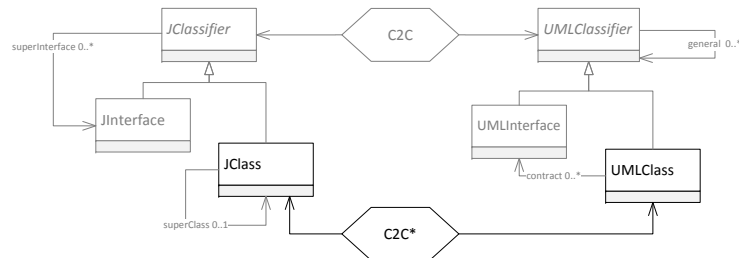 JClassifier
C2C
UMLClassifier
superInterface 0..*
general 0..*
JInterface
UMLInterface
JClass
UMLClass
contract 0..*
superClass 0..1
C2C*